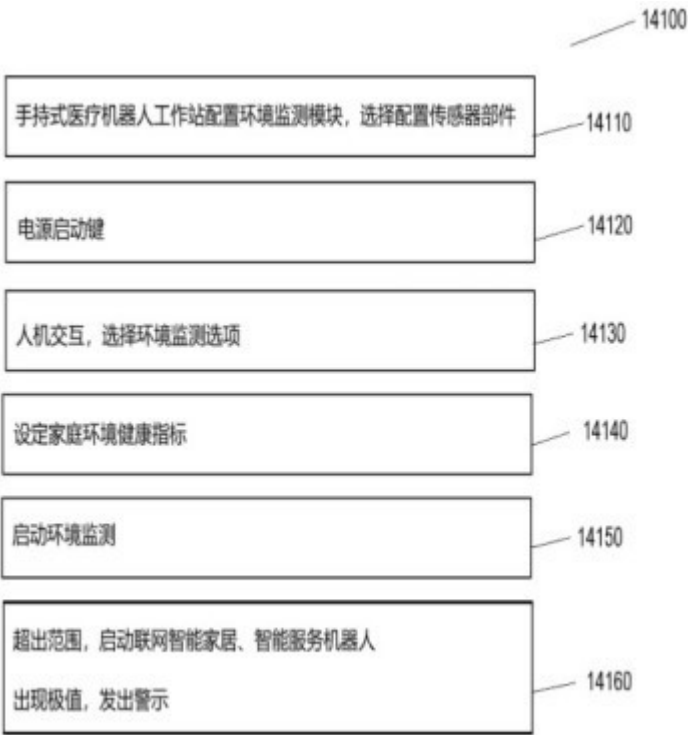 14100
手持式医疗机器人工作站配置环境监测模块，选择配置传感器部件
14110
电源启动键
14120
人机交互，选择环境监测选项
14130
设定家庭环境健康指标
14140
启动环境监测
14150
超出范围，启动联网智能家居、智能服务机器人
出现极值，发出警示
14160